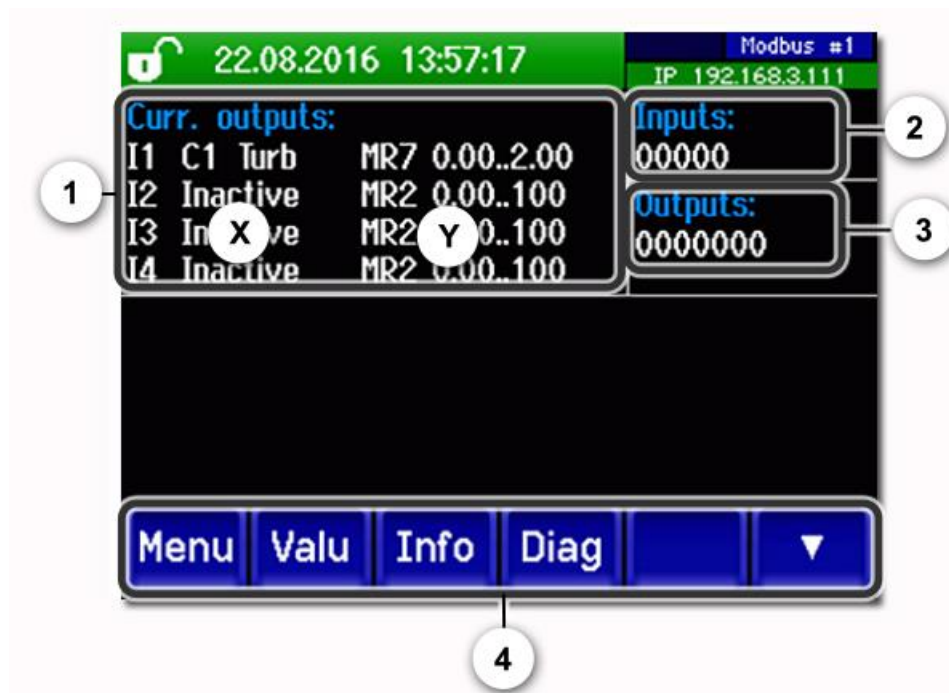 22.08.2016 13:57:17
Modbus #1
IP 192.168.3.111
Curr. outputs:
I1 C1 Turb MR7 0.00..2.00
I2 Inactive MR2 0.00..100
I3 MR2 ..100
I4 Inactive MR2 0.00..100
X
Y
1
Inputs:
00000
2
Outputs:
0000000
3
Menu Valu Info Diag
4